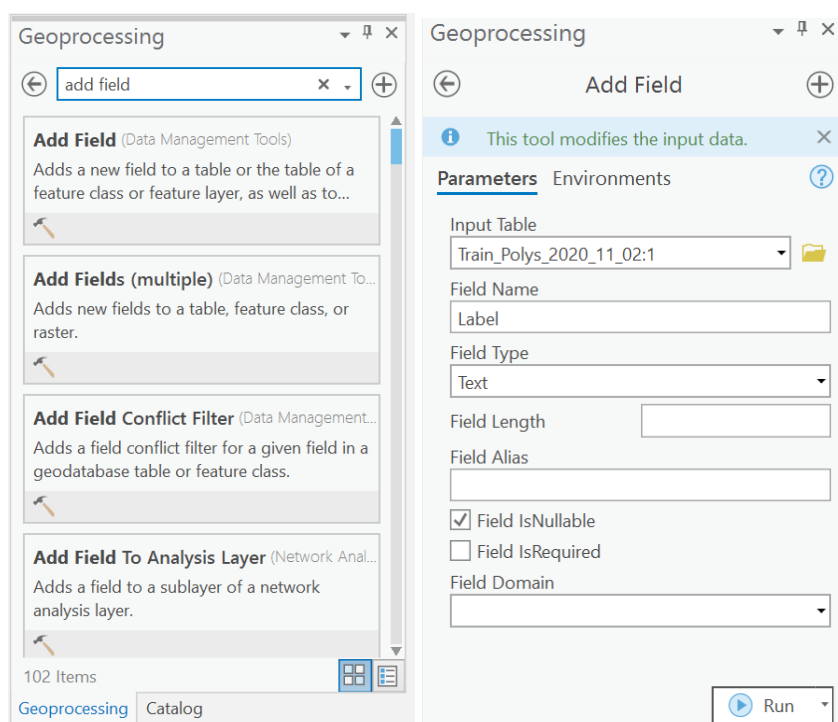 Geoprocessing
add field
Add Field (Data Management Tools)
Adds a new field to a table or the table of a
feature class or feature layer, as well as to...
Add Fields (multiple) (Data Management To...
Adds new fields to a table, feature class, or
raster.
Add Field Conflict Filter (Data Management...
Adds a field conflict filter for a given field in a
geodatabase table or feature class.
Add Field To Analysis Layer (Network Anal...
Adds a field to a sublayer of a network
analysis layer.
102 Items
Geoprocessing Catalog
Geoprocessing
Add Field
This tool modifies the input data.
Parameters Environments
Input Table
Train_Polys_2020_11_02:1
Field Name
Label
Field Type
Text
Field Length
Field Alias
Field IsNullable
Field IsRequired
Field Domain
Run